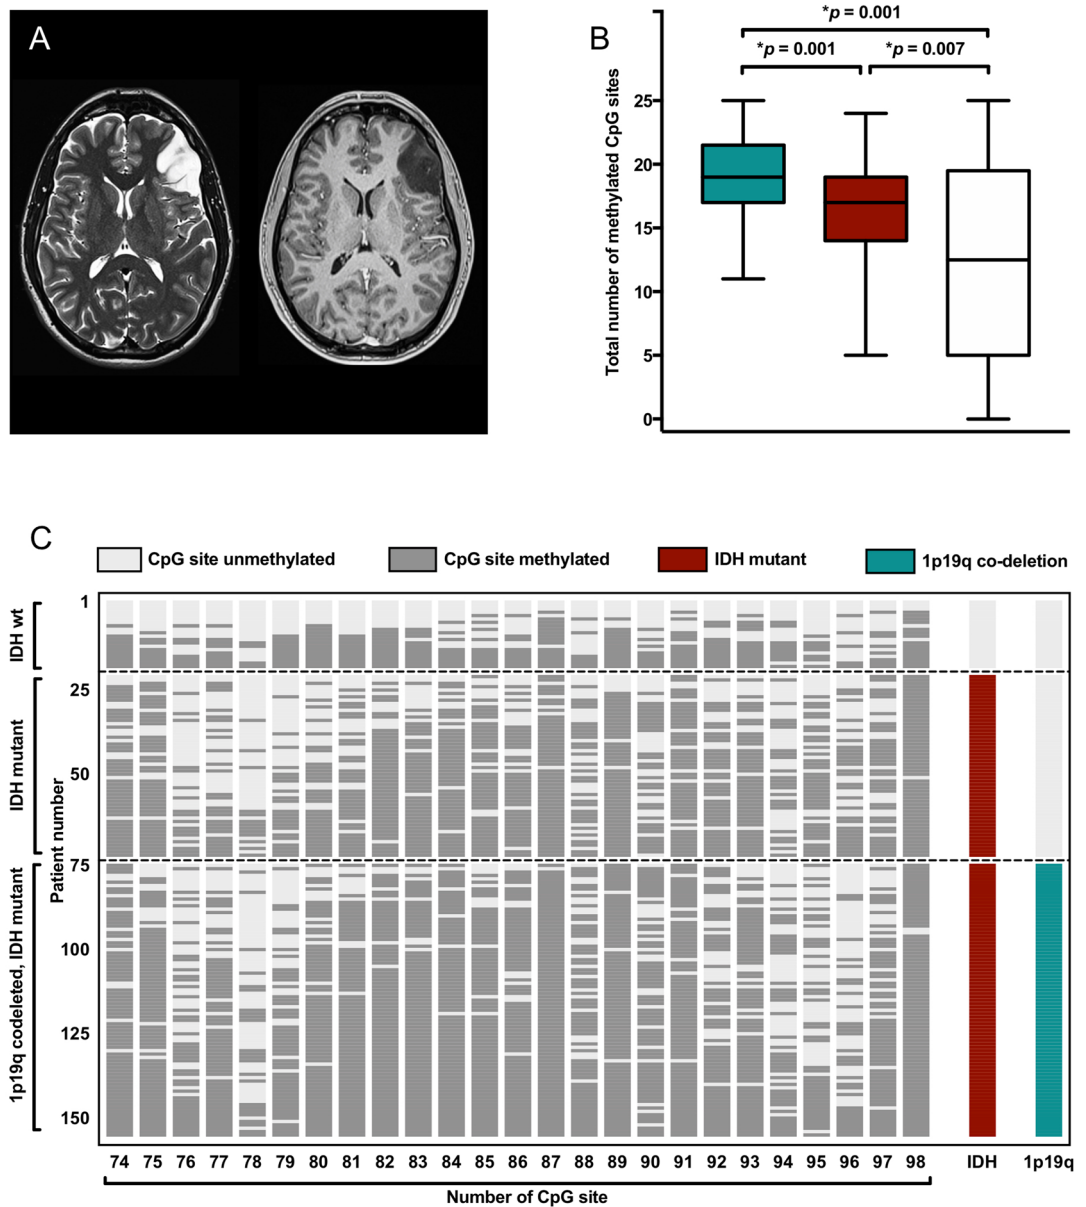 A
B
*p = 0.001
*p = 0.001
*p = 0.007
Total number of methylated CpG sites
25
20
15
10
5
0
C
CpG site unmethylated
CpG site methylated
IDH mutant
1p19q co-deletion
IDH wt
IDH mutant
1p19q codeleted, IDH mutant
Patient number
1
25
50
75
100
125
150
74 75 76 77 78 79 80 81 82 83 84 85 86 87 88 89 90 91 92 93 94 95 96 97 98 IDH 1p19q
Number of CpG site